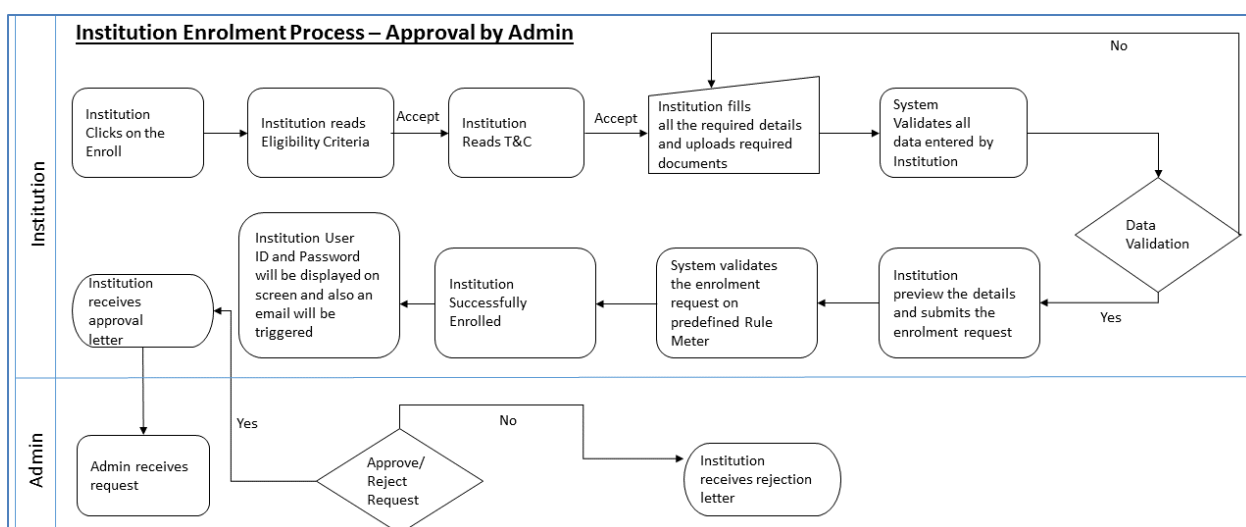 Institution Enrolment Process – Approval by Admin
No
Institution
Institution
Clicks on the
Enroll
Institution reads
Eligibility Criteria
Accept
Institution
Reads T&C
Accept
Institution fills
all the required details
and uploads required
documents
System
Validates all
data entered by
Institution
Data
Validation
Yes
Institution
preview the details
and submits the
enrolment request
System validates
the enrolment
request on
predefined Rule
Meter
Institution
Successfully
Enrolled
Institution User
ID and Password
will be displayed on
screen and also an
email will be
triggered
Institution
receives
approval
letter
Admin
Admin receives
request
Yes
Approve/
Reject
Request
No
Institution
receives rejection
letter